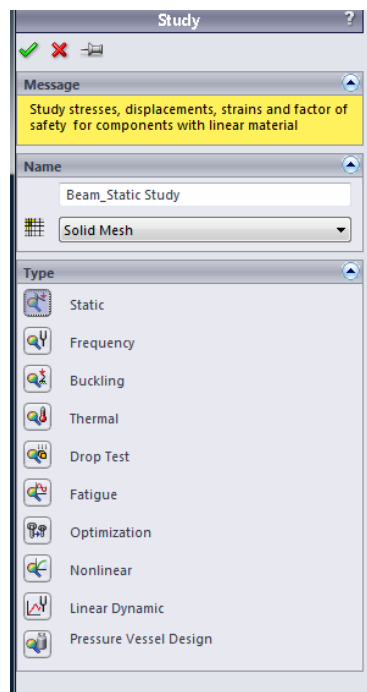 Study ?
Message
Study stresses, displacements, strains and factor of
safety for components with linear material
Name
Beam_Static Study
Solid Mesh
Type
Static
Frequency
Buckling
Thermal
Drop Test
Fatigue
Optimization
Nonlinear
Linear Dynamic
Pressure Vessel Design